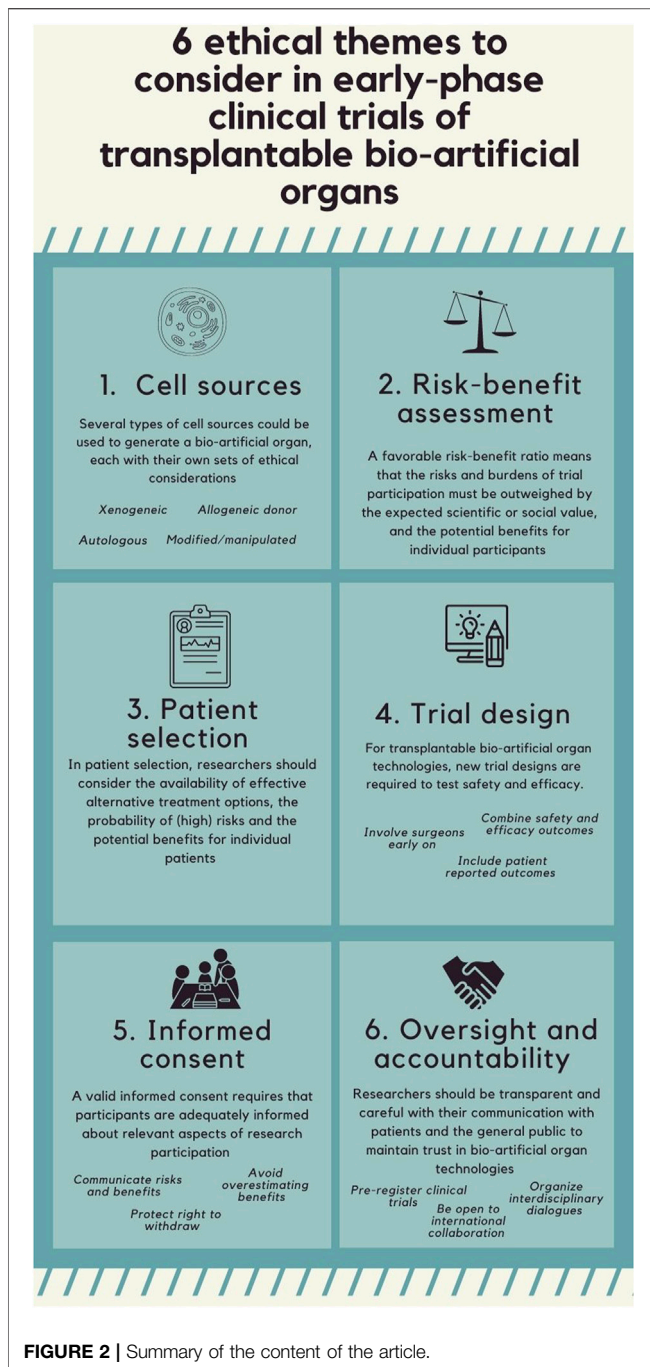 6 ethical themes to
consider in early-phase
clinical trials of
transplantable bio-artificial
organs
1. Cell sources
Several types of cell sources could be
used to generate a bio-artificial organ,
each with their own sets of ethical
considerations
Xenogeneic Allogeneic donor
Autologous Modified/manipulated
2. Risk-benefit
assessment
A favorable risk-benefit ratio means
that the risks and burdens of trial
participation must be outweighed by
the expected scientific or social value,
and the potential benefits for
individual participants
3. Patient
selection
In patient selection, researchers should
consider the availability of effective
alternative treatment options, the
probability of (high) risks and the
potential benefits for individual
patients
4. Trial design
For transplantable bio-artificial organ
technologies, new trial designs are
required to test safety and efficacy.
Involve surgeons
early on
Combine safety and
efficacy outcomes
Include patient
reported outcomes
5. Informed
consent
A valid informed consent requires that
participants are adequately informed
about relevant aspects of research
participation
Communicate risks
and benefits
Avoid
overestimating
benefits
Protect right to
withdraw
6. Oversight and
accountability
Researchers should be transparent and
careful with their communication with
patients and the general public to
maintain trust in bio-artificial organ
technologies
Pre-register clinical
trials
Be open to
international
collaboration
Organize
interdisciplinary
dialogues
FIGURE 2 | Summary of the content of the article.